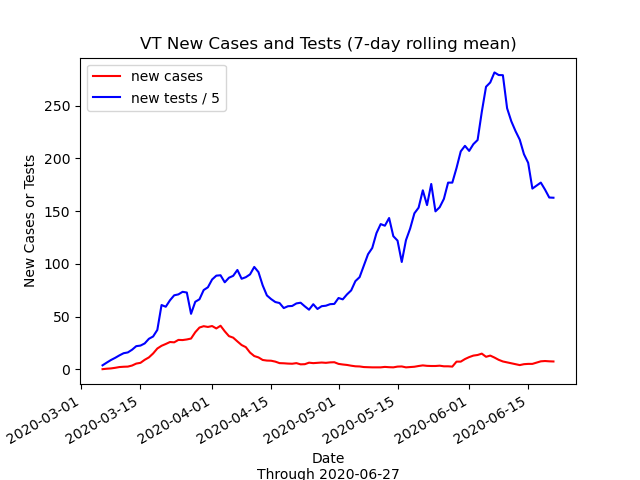 VT New Cases and Tests (7-day rolling mean)
new cases
new tests / 5
New Cases or Tests
250
200
150
100
50
0
2020-03-01
2020-03-15
2020-04-01
2020-04-15
2020-05-01
2020-05-15
2020-06-01
2020-06-15
Date
Through 2020-06-27